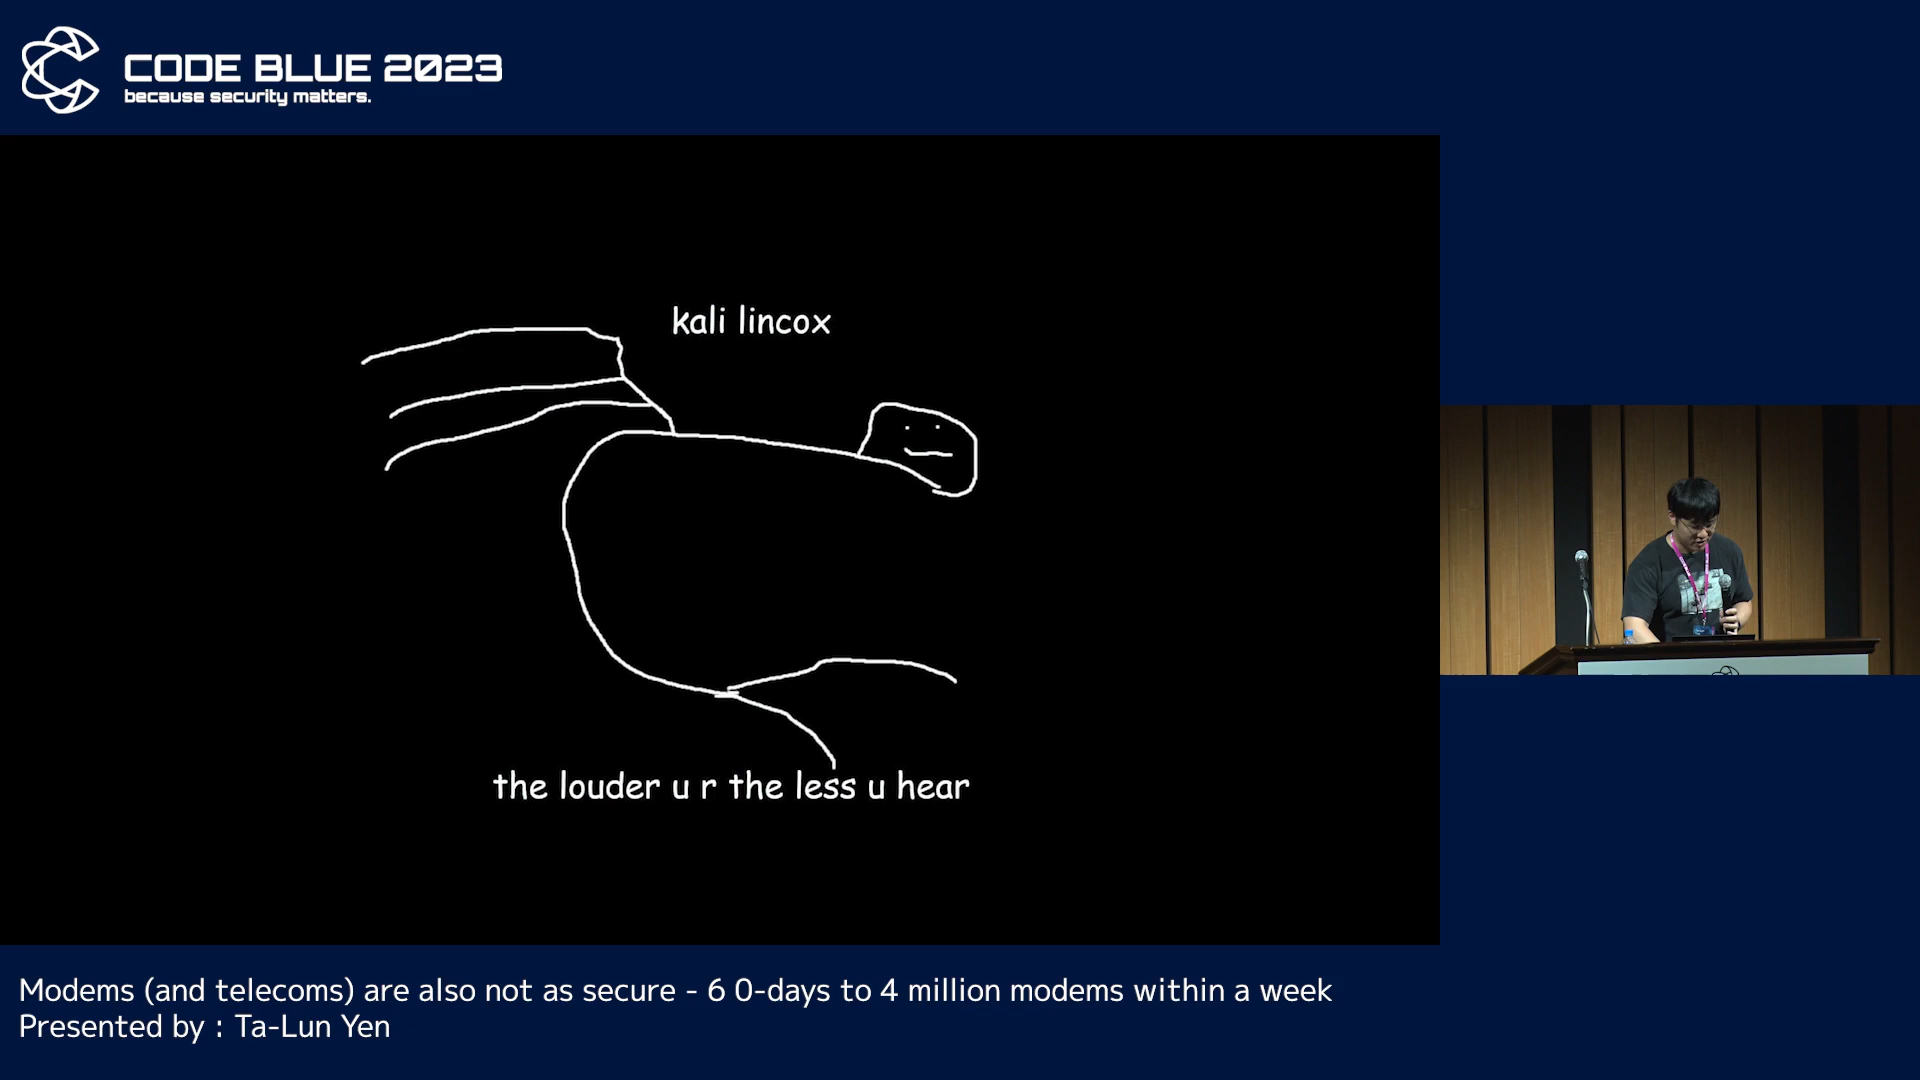 CODE BLUE 2023
because security matters.
kali lincox
the louder u r the less u hear
Modems (and telecoms) are also not as secure - 6 0-days to 4 million modems within a week
Presented by : Ta-Lun Yen